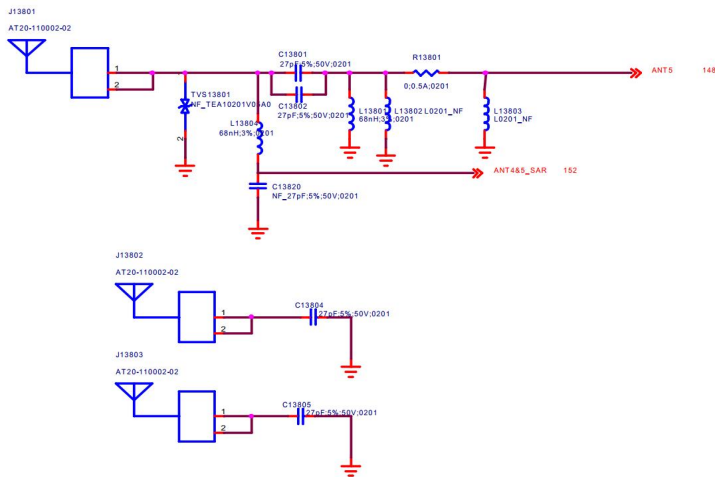 J13801
AT20-110002-02
1
2
TVS13801
NF_TEA10201V05A0
2
C13801
27pF;5%;50V;0201
C13802
27pF;5%;50V;0201
R13801
0;0.5A;0201
ANT5 148
L13804
68nH;3%;0201
L13801
68nH;3%;0201
L13802 L0201_NF
L13803
L0201_NF
C13820
NF_27pF;5%;50V;0201
ANT4&5_SAR 152
J13802
AT20-110002-02
1
2
C13804
27pF;5%;50V;0201
J13803
AT20-110002-02
1
2
C13805
27pF;5%;50V;0201